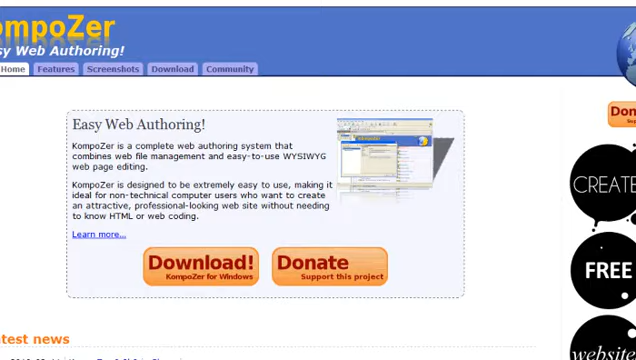 ompoZer
sy Web Authoring!
Home Features Screenshots Download Community
Easy Web Authoring!
KompoZer is a complete web authoring system that
combines web file management and easy-to-use WYSIWYG
web page editing.
KompoZer is designed to be extremely easy to use, making it
ideal for non-technical computer users who want to create
an attractive, professional-looking web site without needing
to know HTML or web coding.
Learn more...
Download!
KompoZer for Windows
Donate
Support this project
Don
CREATE
FREE
website
atest news